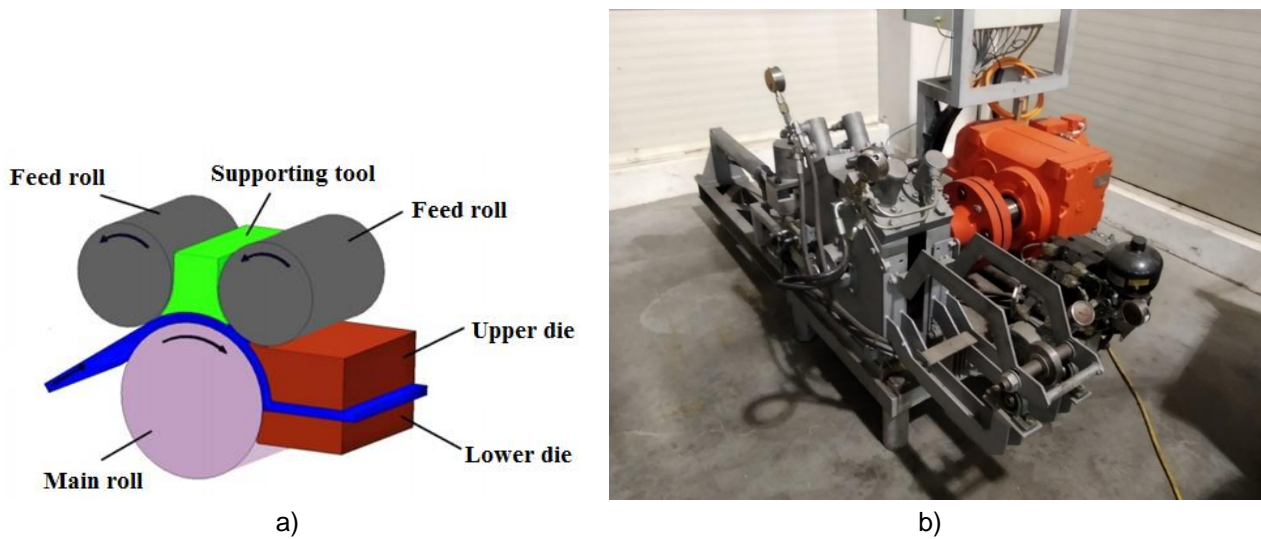 Feed roll
Supporting tool
Feed roll
Upper die
Lower die
Main roll
a)
b)